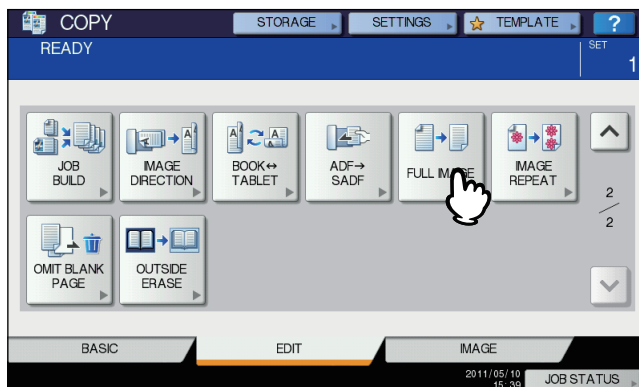 COPY
STORAGE
SETTINGS
TEMPLATE
?
READY
SET
1
JOB
BUILD
IMAGE
DIRECTION
BOOK↔
TABLET
ADF→
SADF
FULL IMAGE
IMAGE
REPEAT
2
2
OMIT BLANK
PAGE
OUTSIDE
ERASE
BASIC
EDIT
IMAGE
2011/05/10
15:39
JOB STATUS